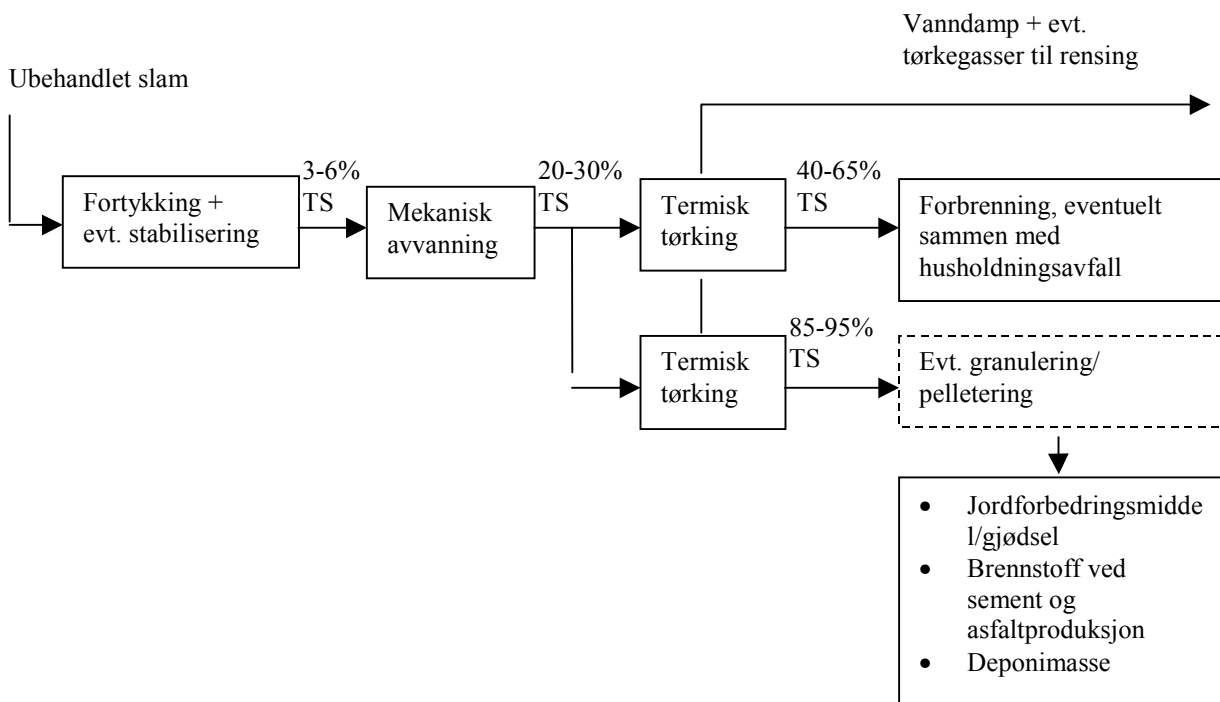 Vanndamp + evt.
tørkegasser til rensing
Ubehandlet slam
Fortykking +
evt. stabilisering
3-6%
TS
Mekanisk
avvanning
20-30%
TS
Termisk
tørking
40-65%
TS
Forbrenning, eventuelt
sammen med
husholdningsavfall
Termisk
tørking
85-95%
TS
Evt. granulering/
pelletering
• Jordforbedringsmidde
l/gjødsel
• Brennstoff ved
sement og
asfaltproduksjon
• Deponimasse